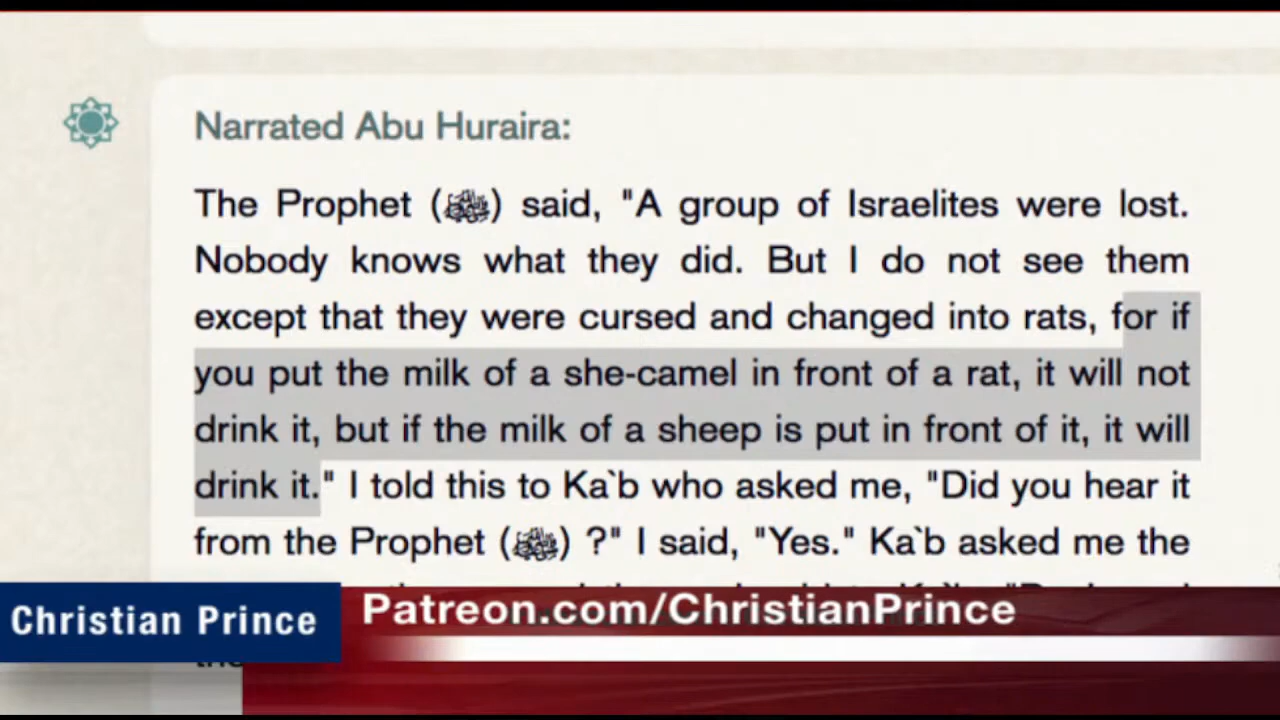 Narrated Abu Huraira:
The Prophet (ﷺ) said, "A group of Israelites were lost.
Nobody knows what they did. But I do not see them
except that they were cursed and changed into rats, for if
you put the milk of a she-camel in front of a rat, it will not
drink it, but if the milk of a sheep is put in front of it, it will
drink it." I told this to Ka`b who asked me, "Did you hear it
from the Prophet (ﷺ) ?" I said, "Yes." Ka`b asked me the
Christian Prince
Patreon.com/ChristianPrince